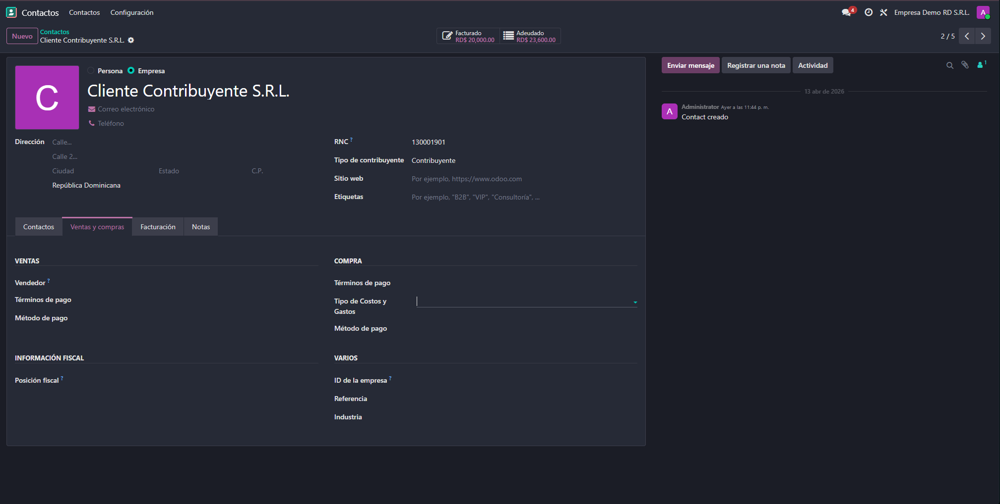 Contactos
Contactos
Configuración
4
Empresa Demo RD S.R.L.
A
Nuevo
Contactos
Cliente Contribuyente S.R.L.
Facturado
RD$ 20,000.00
Adeudado
RD$ 23,600.00
2 / 5
C
Persona
Empresa
Cliente Contribuyente S.R.L.
Correo electrónico
Teléfono
Dirección
Calle...
Calle 2...
Ciudad
Estado
C.P.
República Dominicana
RNC ?
130001901
Tipo de contribuyente
Contribuyente
Sitio web
Por ejemplo, https://www.odoo.com
Etiquetas
Por ejemplo, "B2B", "VIP", "Consultoría", ...
Contactos
Ventas y compras
Facturación
Notas
VENTAS
Vendedor ?
Términos de pago
Método de pago
COMPRA
Términos de pago
Tipo de Costos y
Gastos
Método de pago
INFORMACIÓN FISCAL
Posición fiscal ?
VARIOS
ID de la empresa ?
Referencia
Industria
Enviar mensaje
Registrar una nota
Actividad
1
13 abr de 2026
A
Administrator Ayer a las 11:44 p. m.
Contact creado